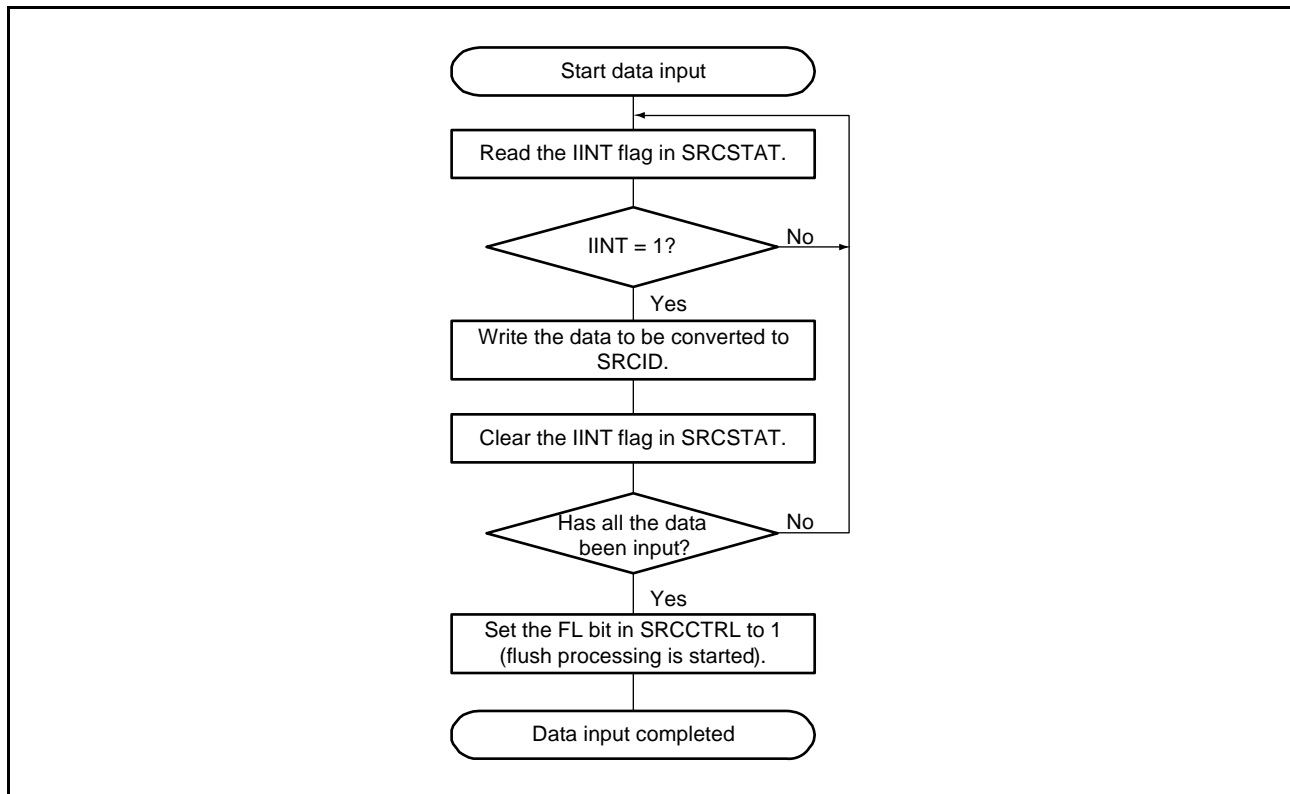 Start data input
Read the IINT flag in SRCSTAT.
IINT = 1?
No
Yes
Write the data to be converted to
SRCID.
Clear the IINT flag in SRCSTAT.
Has all the data
been input?
No
Yes
Set the FL bit in SRCCTRL to 1
(flush processing is started).
Data input completed